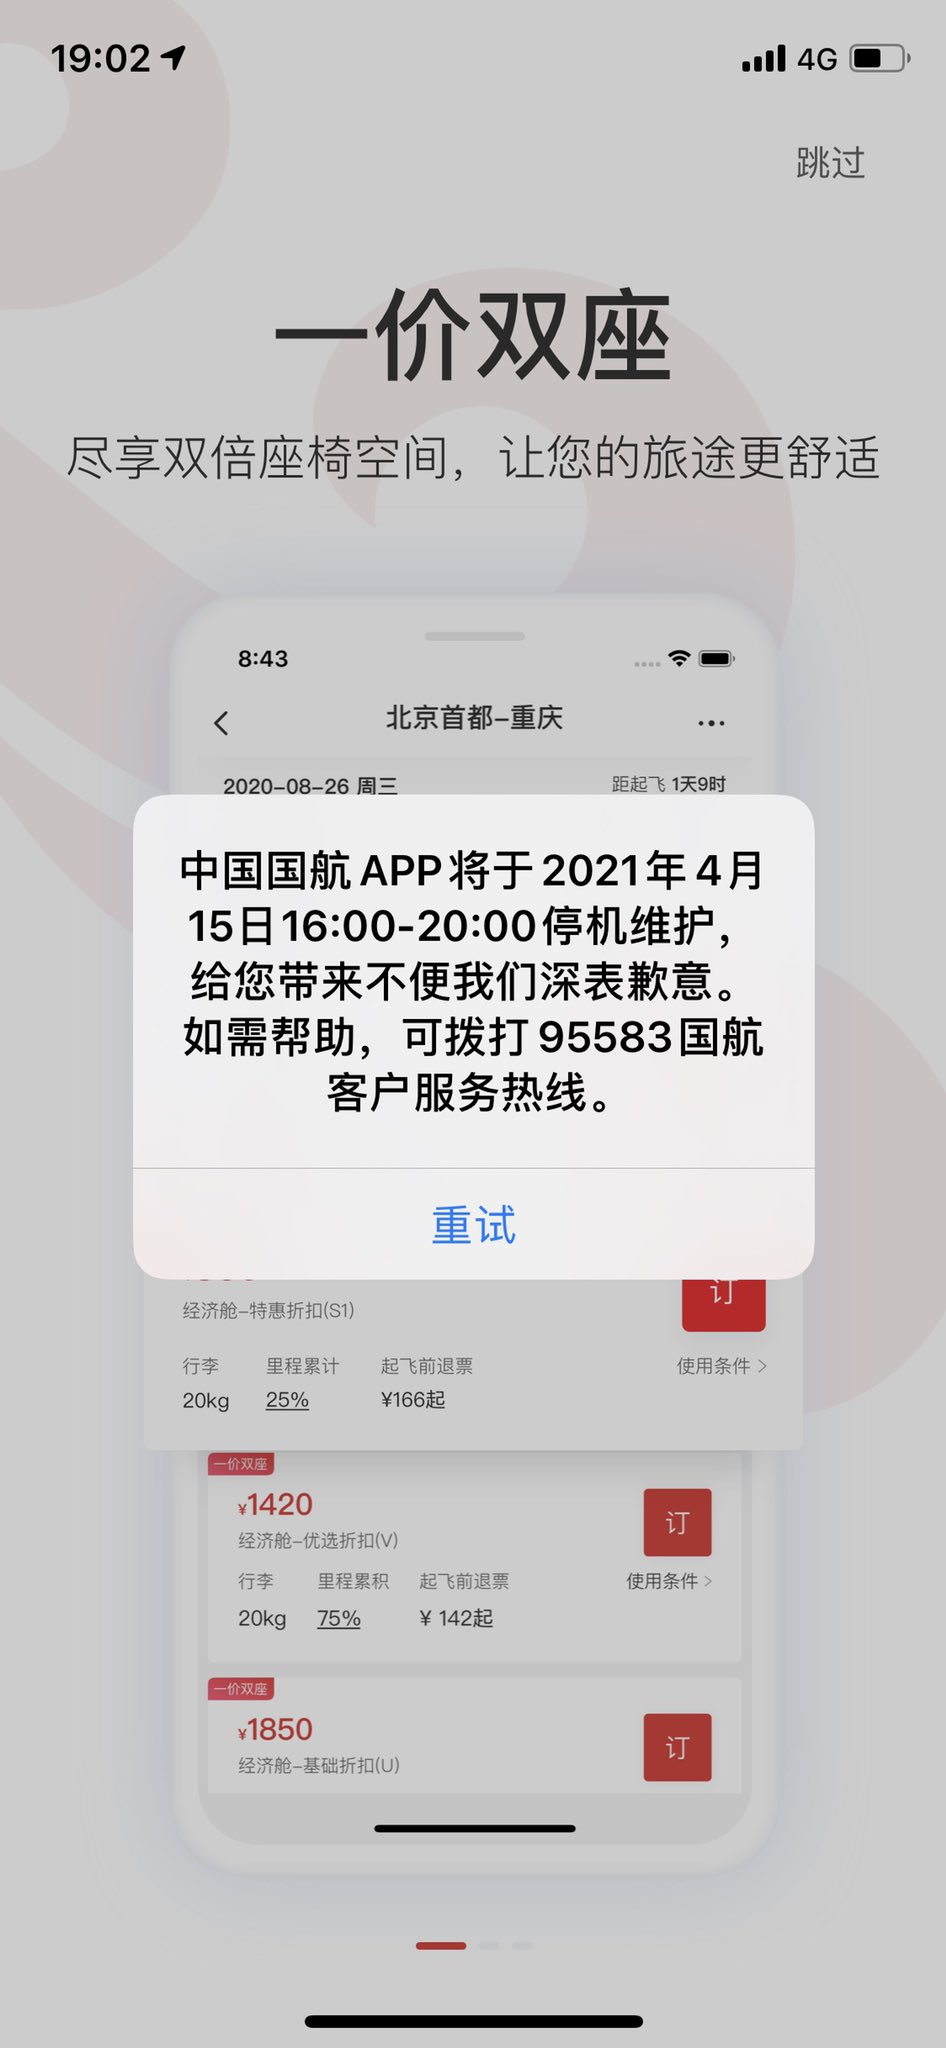 19:02
4G
跳过
一价双座
尽享双倍座椅空间，让您的旅途更舒适
8:43
北京首都-重庆
2020-08-26 周三
距起飞 1天9时
中国国航APP将于2021年4月
15日16:00-20:00停机维护，
给您带来不便我们深表歉意。
如需帮助，可拨打95583国航
客户服务热线。
重试
订
经济舱-特惠折扣(S1)
行李 里程累计 起飞前退票 使用条件 >
20kg 25% ¥166起
一价双座
¥1420
订
经济舱-优选折扣(V)
行李 里程累积 起飞前退票 使用条件 >
20kg 75% ¥ 142起
一价双座
¥1850
订
经济舱-基础折扣(U)